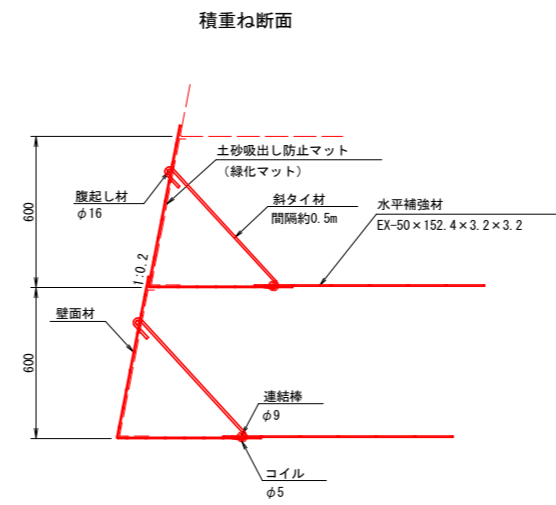 積重ね断面
土砂吸出し防止マット
（緑化マット）
腹起し材
φ16
斜タイ材
間隔約0.5m
水平補強材
EX-50×152.4×3.2×3.2
600
1:0.2
壁面材
600
連結棒
φ9
コイル
φ5